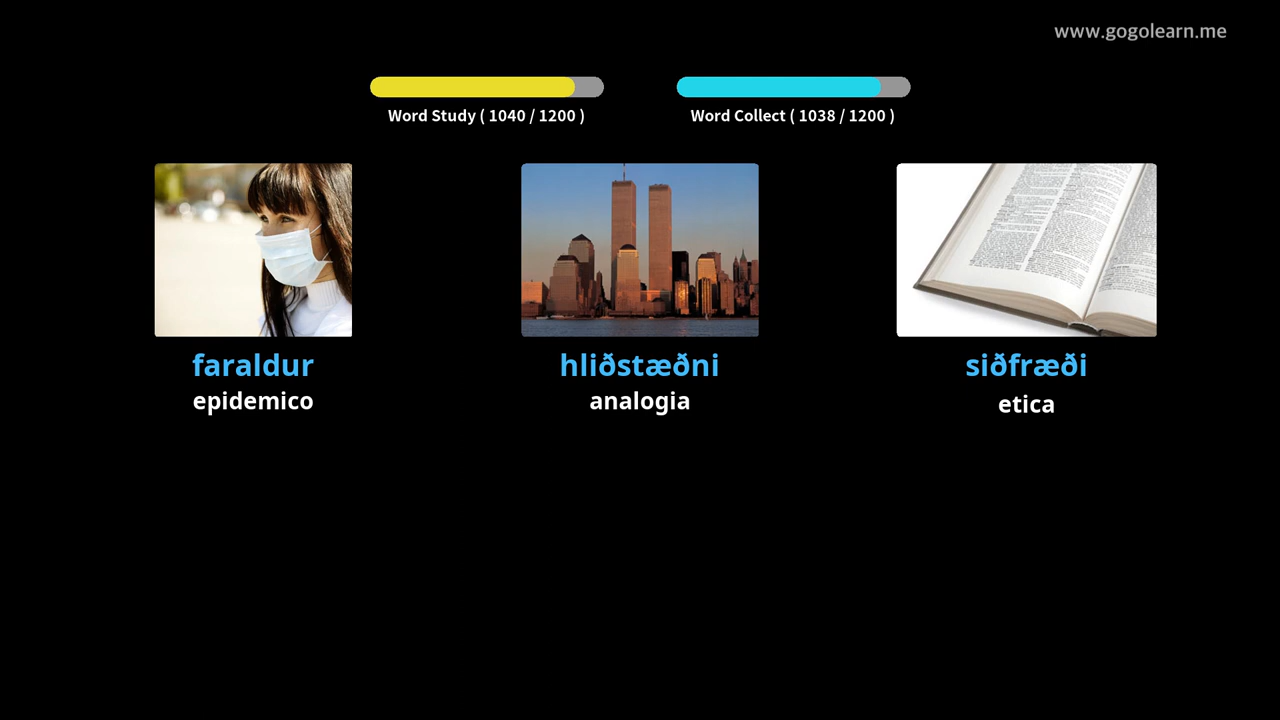 www.gogolearn.me
Word Study ( 1040 / 1200 )
Word Collect ( 1038 / 1200 )
faraldur
epidemico
hliðstæðni
analogia
siðfræði
etica